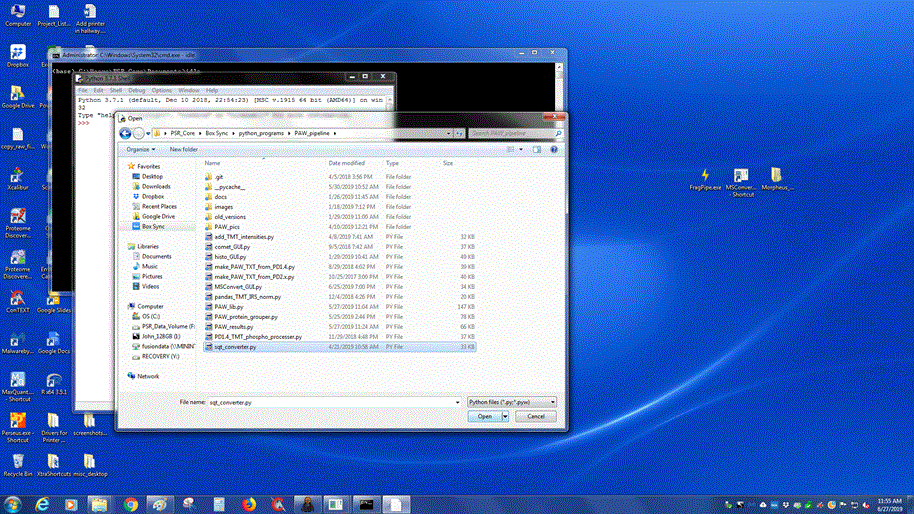 Computer
Project_List...
Add printer
in hallway....
Dropbox
Google Drive
copy_raw_fi...
Xcalibur
Proteome
Discover...
Proteome
Discover...
ConTEXT
Google Slides
Malwareby...
Google Docs
MaxQuant....
- Shortcut
R x64 3.5.1
Perseus.exe -
Shortcut
Drivers for
Printer ...
screenshots...
Recycle Bin
XtraShortcuts
misc_desktop
FragPipe.exe
MSConver...
- Shortcut
Morpheus_...
Administrator: C:\Windows\System32\cmd.exe - idle
Python 3.7.1 Shell
File Edit Shell Debug Options Window Help
Python 3.7.1 (default, Dec 10 2018, 22:54:23) [MSC v.1915 64 bit (AMD64)] on win
32
>>>
Open
PSR_Core
Box Sync
python_programs
PAW_pipeline
Search PAW_pipeline
Organize
New folder
Favorites
Desktop
Downloads
Dropbox
Recent Places
Google Drive
Box Sync
Libraries
Documents
Music
Pictures
Videos
Computer
OS (C:)
PSR_Data_Volume (F:
John_128GB (I:)
fusiondata (\\MININ
RECOVERY (Y:)
Network
Name Date modified Type Size
.git 4/5/2018 3:56 PM File folder
__pycache__ 5/30/2019 10:52 AM File folder
docs 1/26/2019 11:45 AM File folder
images 1/18/2019 7:12 PM File folder
old_versions 1/29/2019 11:00 AM File folder
PAW_pics 4/10/2019 12:21 PM File folder
add_TMT_intensities.py 4/8/2019 7:41 AM PY File 32 KB
comet_GUI.py 9/5/2018 7:42 AM PY File 37 KB
histo_GUI.py 1/29/2019 10:41 AM PY File 49 KB
make_PAW_TXT_from_PD1.4.py 8/29/2018 4:02 PM PY File 39 KB
make_PAW_TXT_from_PD2.x.py 10/25/2017 3:09 PM PY File 40 KB
MSConvert_GUI.py 6/25/2019 7:00 PM PY File 34 KB
pandas_TMT_IRS_norm.py 12/4/2018 4:26 PM PY File 20 KB
PAW_lib.py 5/27/2019 11:04 AM PY File 147 KB
PAW_protein_grouper.py 5/25/2019 2:44 PM PY File 78 KB
PAW_results.py 5/27/2019 11:24 AM PY File 66 KB
PD1.4_TMT_phospho_processer.py 11/29/2018 4:48 PM PY File 37 KB
sqt_converter.py 4/21/2019 10:58 AM PY File 33 KB
File name: sqt_converter.py
Python files (*.py;*.pyw)
Open
Cancel
11:55 AM
6/27/2019